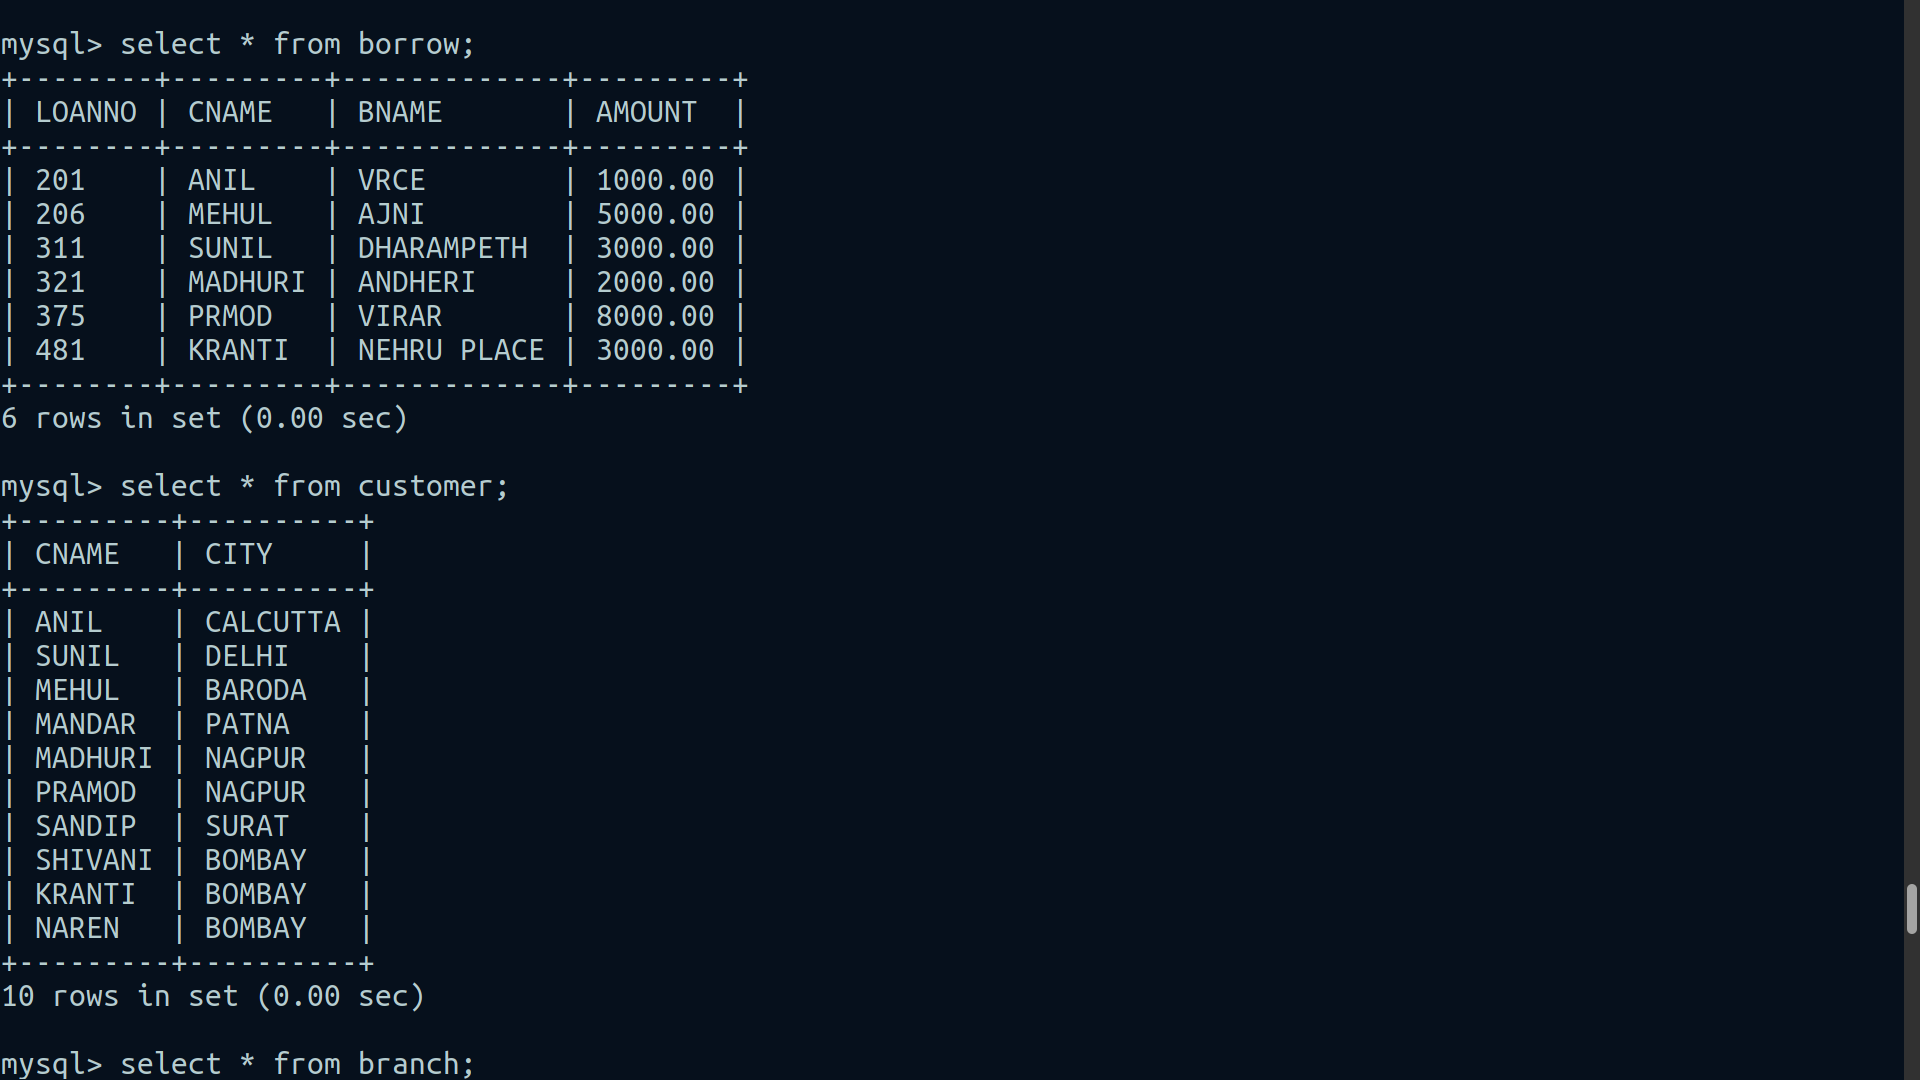 mysql> select * from borrow;
+--------+---------+-------------+---------+
| LOANNO | CNAME   | BNAME       | AMOUNT  |
+--------+---------+-------------+---------+
| 201    | ANIL    | VRCE        | 1000.00 |
| 206    | MEHUL   | AJNI        | 5000.00 |
| 311    | SUNIL   | DHARAMPETH  | 3000.00 |
| 321    | MADHURI | ANDHERI     | 2000.00 |
| 375    | PRMOD   | VIRAR       | 8000.00 |
| 481    | KRANTI  | NEHRU PLACE | 3000.00 |
+--------+---------+-------------+---------+
6 rows in set (0.00 sec)

mysql> select * from customer;
+---------+----------+
| CNAME   | CITY     |
+---------+----------+
| ANIL    | CALCUTTA |
| SUNIL   | DELHI    |
| MEHUL   | BARODA   |
| MANDAR  | PATNA    |
| MADHURI | NAGPUR   |
| PRAMOD  | NAGPUR   |
| SANDIP  | SURAT    |
| SHIVANI | BOMBAY   |
| KRANTI  | BOMBAY   |
| NAREN   | BOMBAY   |
+---------+----------+
10 rows in set (0.00 sec)

mysql> select * from branch;